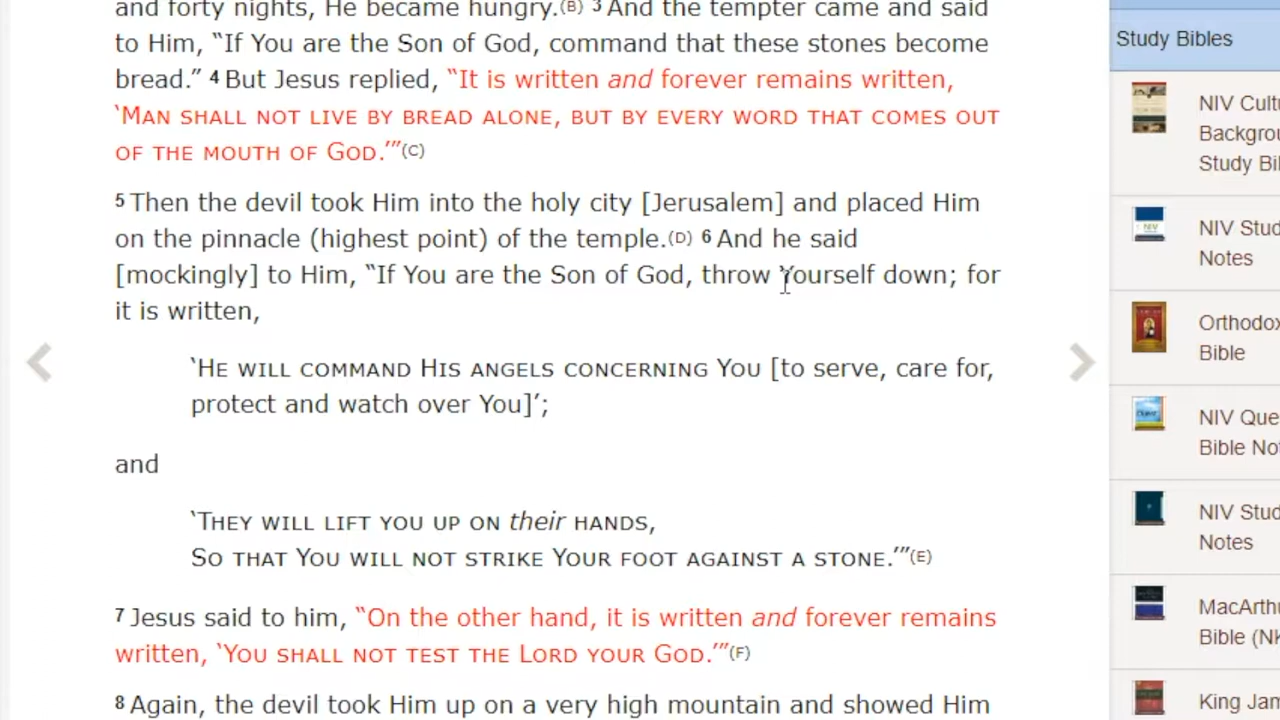 and forty nights, He became hungry.(B) 3 And the tempter came and said
to Him, “If You are the Son of God, command that these stones become
bread.” 4 But Jesus replied, “It is written and forever remains written,
‘MAN SHALL NOT LIVE BY BREAD ALONE, BUT BY EVERY WORD THAT COMES OUT
OF THE MOUTH OF GOD.’”(C)
5 Then the devil took Him into the holy city [Jerusalem] and placed Him
on the pinnacle (highest point) of the temple.(D) 6 And he said
[mockingly] to Him, “If You are the Son of God, throw Yourself down; for
it is written,
‘HE WILL COMMAND HIS ANGELS CONCERNING YOU [to serve, care for,
protect and watch over You]’;
and
‘THEY WILL LIFT YOU UP ON their HANDS,
SO THAT YOU WILL NOT STRIKE YOUR FOOT AGAINST A STONE.’”(E)
7 Jesus said to him, “On the other hand, it is written and forever remains
written, ‘YOU SHALL NOT TEST THE LORD YOUR GOD.’”(F)
8 Again, the devil took Him up on a very high mountain and showed Him
Study Bibles
NIV Cult
Backgrou
Study Bi
NIV Stud
Notes
Orthodox
Bible
NIV Que
Bible No
NIV Stud
Notes
MacArth
Bible (NK
King Jam